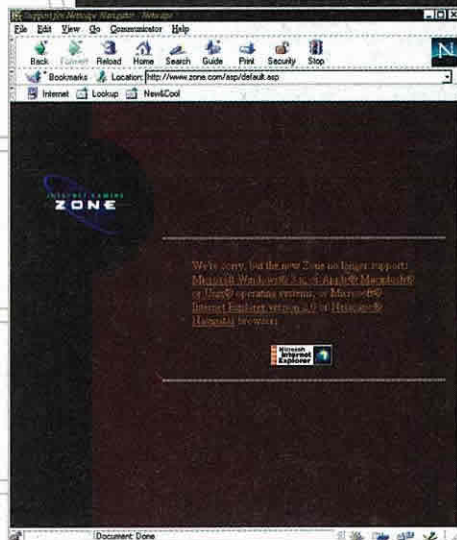 Support for Netscape Navigator - Netscape
File Edit View Go Communicator Help
Back Forward Reload Home Search Guide Print Security Stop
Bookmarks Location: http://www.zone.com/asp/default.asp
Internet Lookup New&Cool
N
INTERNET GAMING
ZONE
We're sorry, but the new Zone no longer supports
Microsoft Windows® 3.x, or Apple® Macintosh®
or Unix® operating systems, or Microsoft®
Internet Explorer version 2.0 or Netscape®
Navigator browsers.
Microsoft
Internet
Explorer
Document: Done